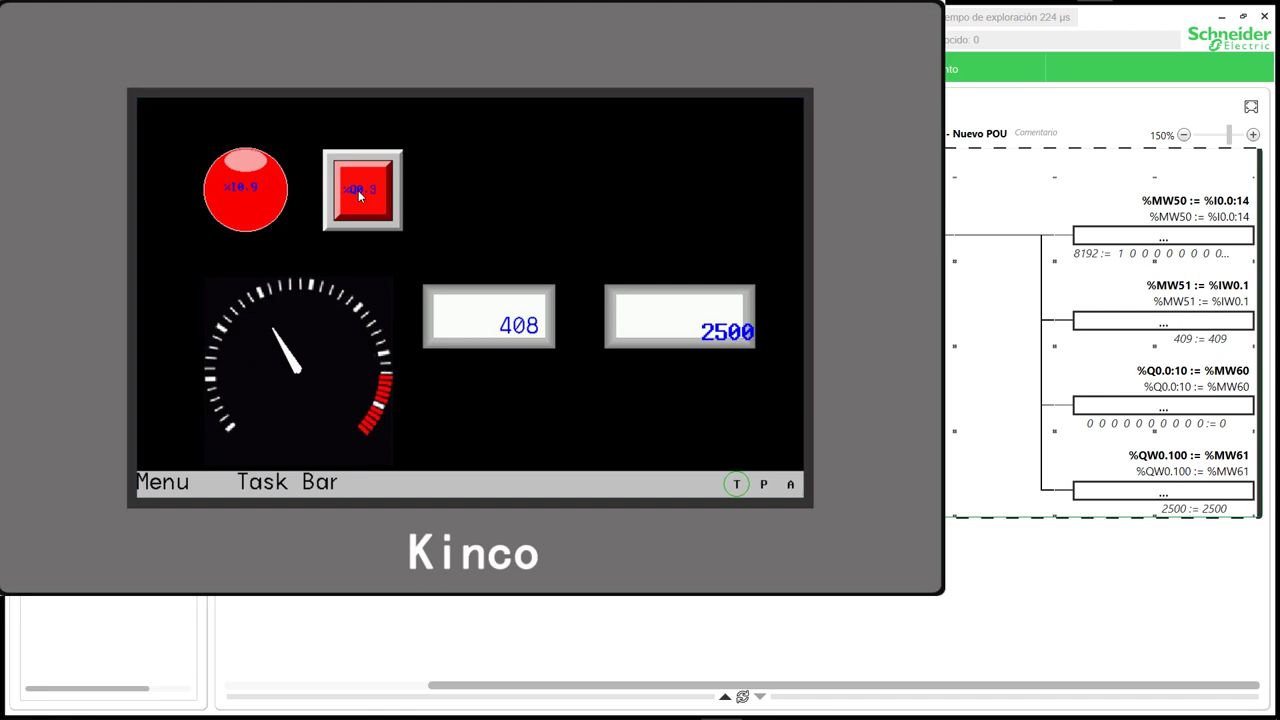 empo de exploración 224 µs
ocido: 0
Schneider
Electric
nto
- Nuevo POU Comentario
150%
%I0.9
%Q0.3
%MW50 := %I0.0:14
%MW50 := %I0.0:14
...
8192 := 1 0 0 0 0 0 0 0 0...
%MW51 := %IW0.1
%MW51 := %IW0.1
...
409 := 409
%Q0.0:10 := %MW60
%Q0.0:10 := %MW60
...
0 0 0 0 0 0 0 0 0 0 := 0
%QW0.100 := %MW61
%QW0.100 := %MW61
...
2500 := 2500
408
2500
Menu Task Bar
T P A
Kinco